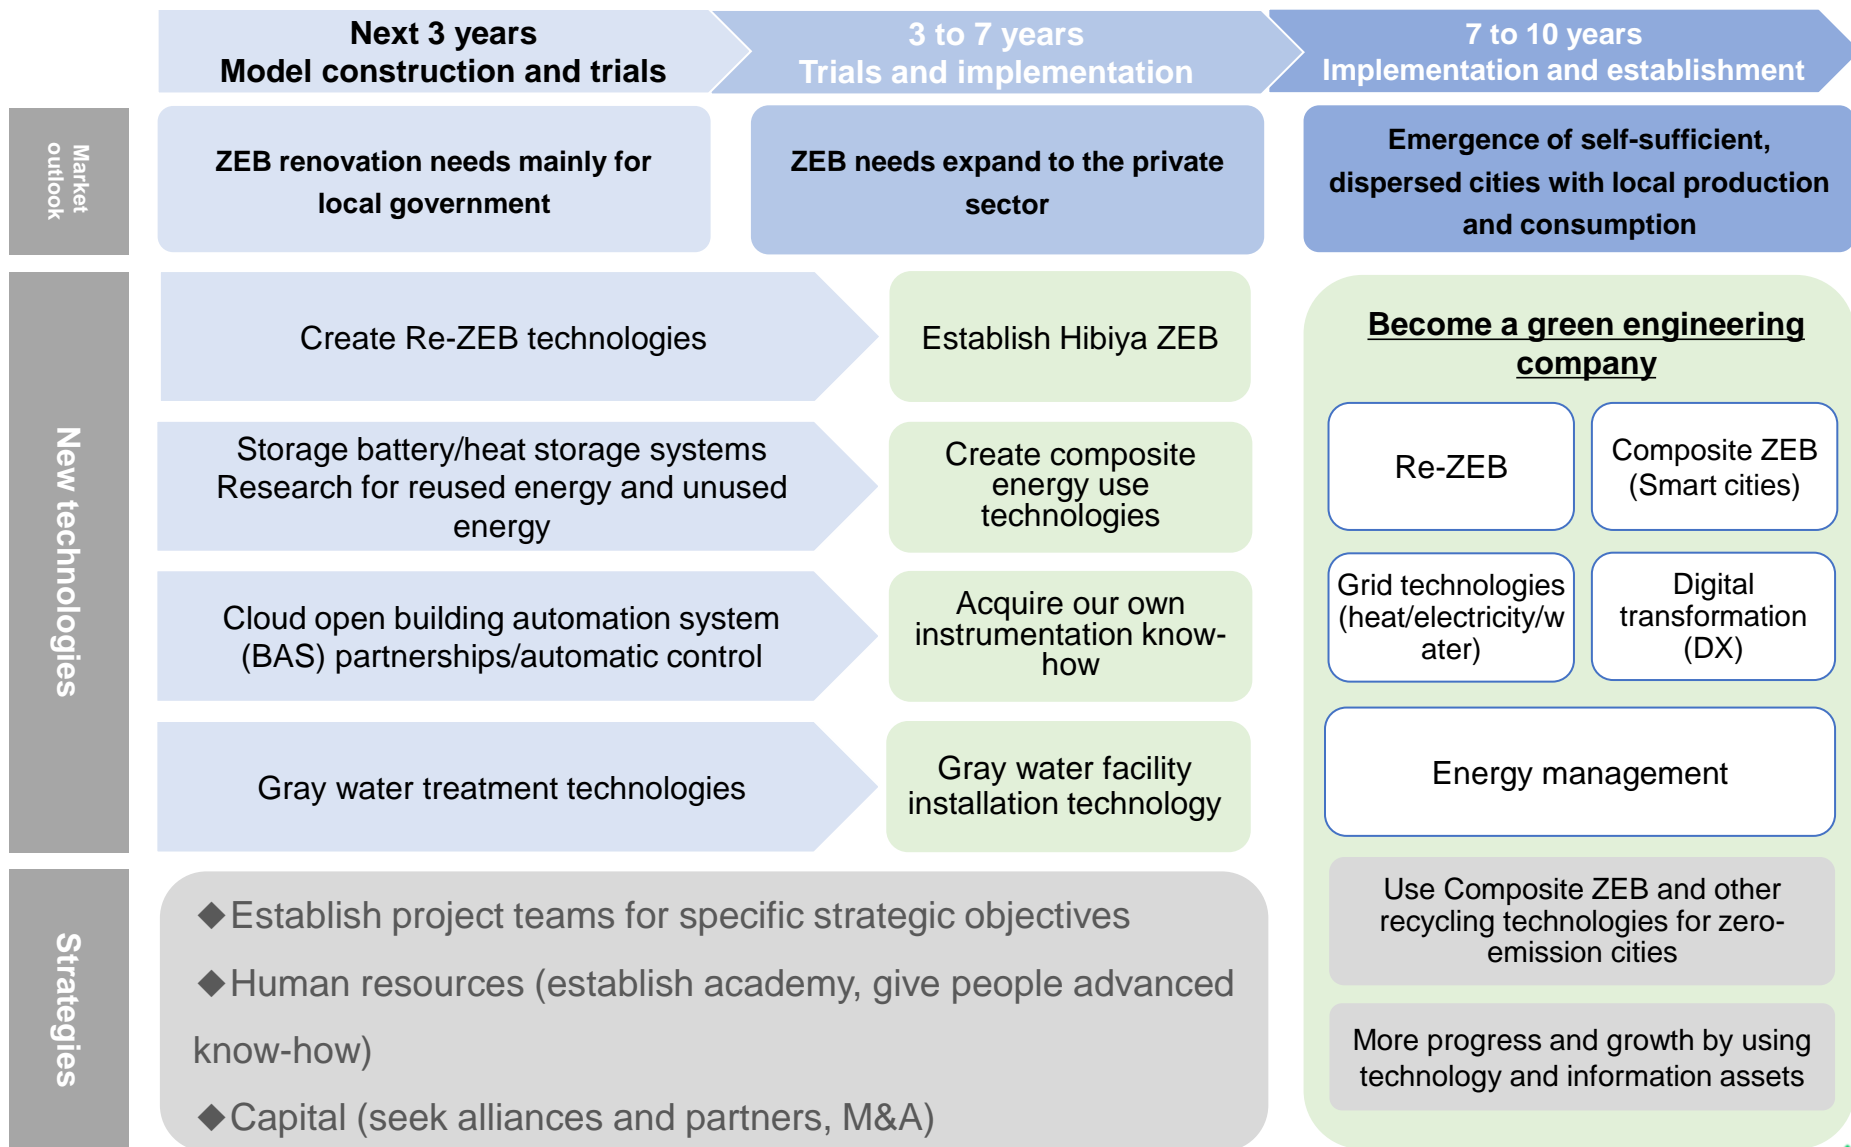 Next 3 years
Model construction and trials
3 to 7 years
Trials and implementation
7 to 10 years
Implementation and establishment
Market
outlook
ZEB renovation needs mainly for
local government
ZEB needs expand to the private
sector
Emergence of self-sufficient,
dispersed cities with local production
and consumption
New technologies
Create Re-ZEB technologies
Establish Hibiya ZEB
Storage battery/heat storage systems
Research for reused energy and unused
energy
Create composite
energy use
technologies
Cloud open building automation system
(BAS) partnerships/automatic control
Acquire our own
instrumentation know-
how
Gray water treatment technologies
Gray water facility
installation technology
Become a green engineering
company
Re-ZEB
Composite ZEB
(Smart cities)
Grid technologies
(heat/electricity/w
ater)
Digital
transformation
(DX)
Energy management
Strategies
◆Establish project teams for specific strategic objectives
◆Human resources (establish academy, give people advanced
know-how)
◆Capital (seek alliances and partners, M&A)
Use Composite ZEB and other
recycling technologies for zero-
emission cities
More progress and growth by using
technology and information assets